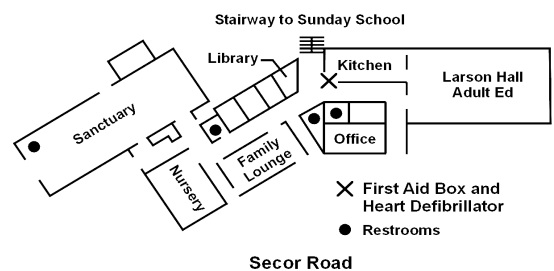 Stairway to Sunday School
Library
Kitchen
Larson Hall
Adult Ed
Sanctuary
Office
Family
Lounge
Nursery
First Aid Box and
Heart Defibrillator
Restrooms
Secor Road